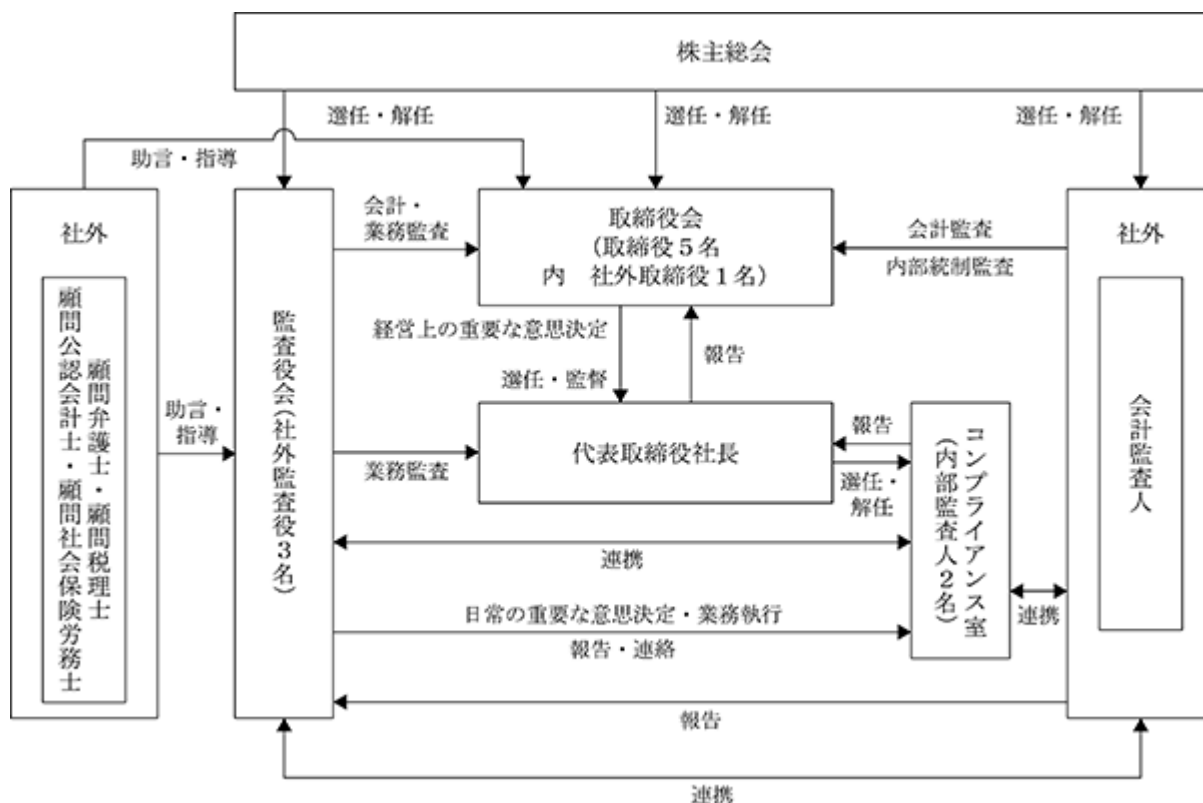 株主総会
選任・解任
選任・解任
選任・解任
助言・指導
社外
顧問弁護士・顧問税理士
顧問公認会計士・顧問社会保険労務士
助言・
指導
監査役会(社外監査役3名)
会計・
業務監査
取締役会
(取締役5名
内 社外取締役1名)
会計監査
内部統制監査
社外
会計監査人
経営上の重要な意思決定
選任・監督
報告
業務監査
代表取締役社長
報告
選任・
解任
コンプライアンス室
(内部監査人2名)
連携
連携
日常の重要な意思決定・業務執行
報告・連絡
報告
連携